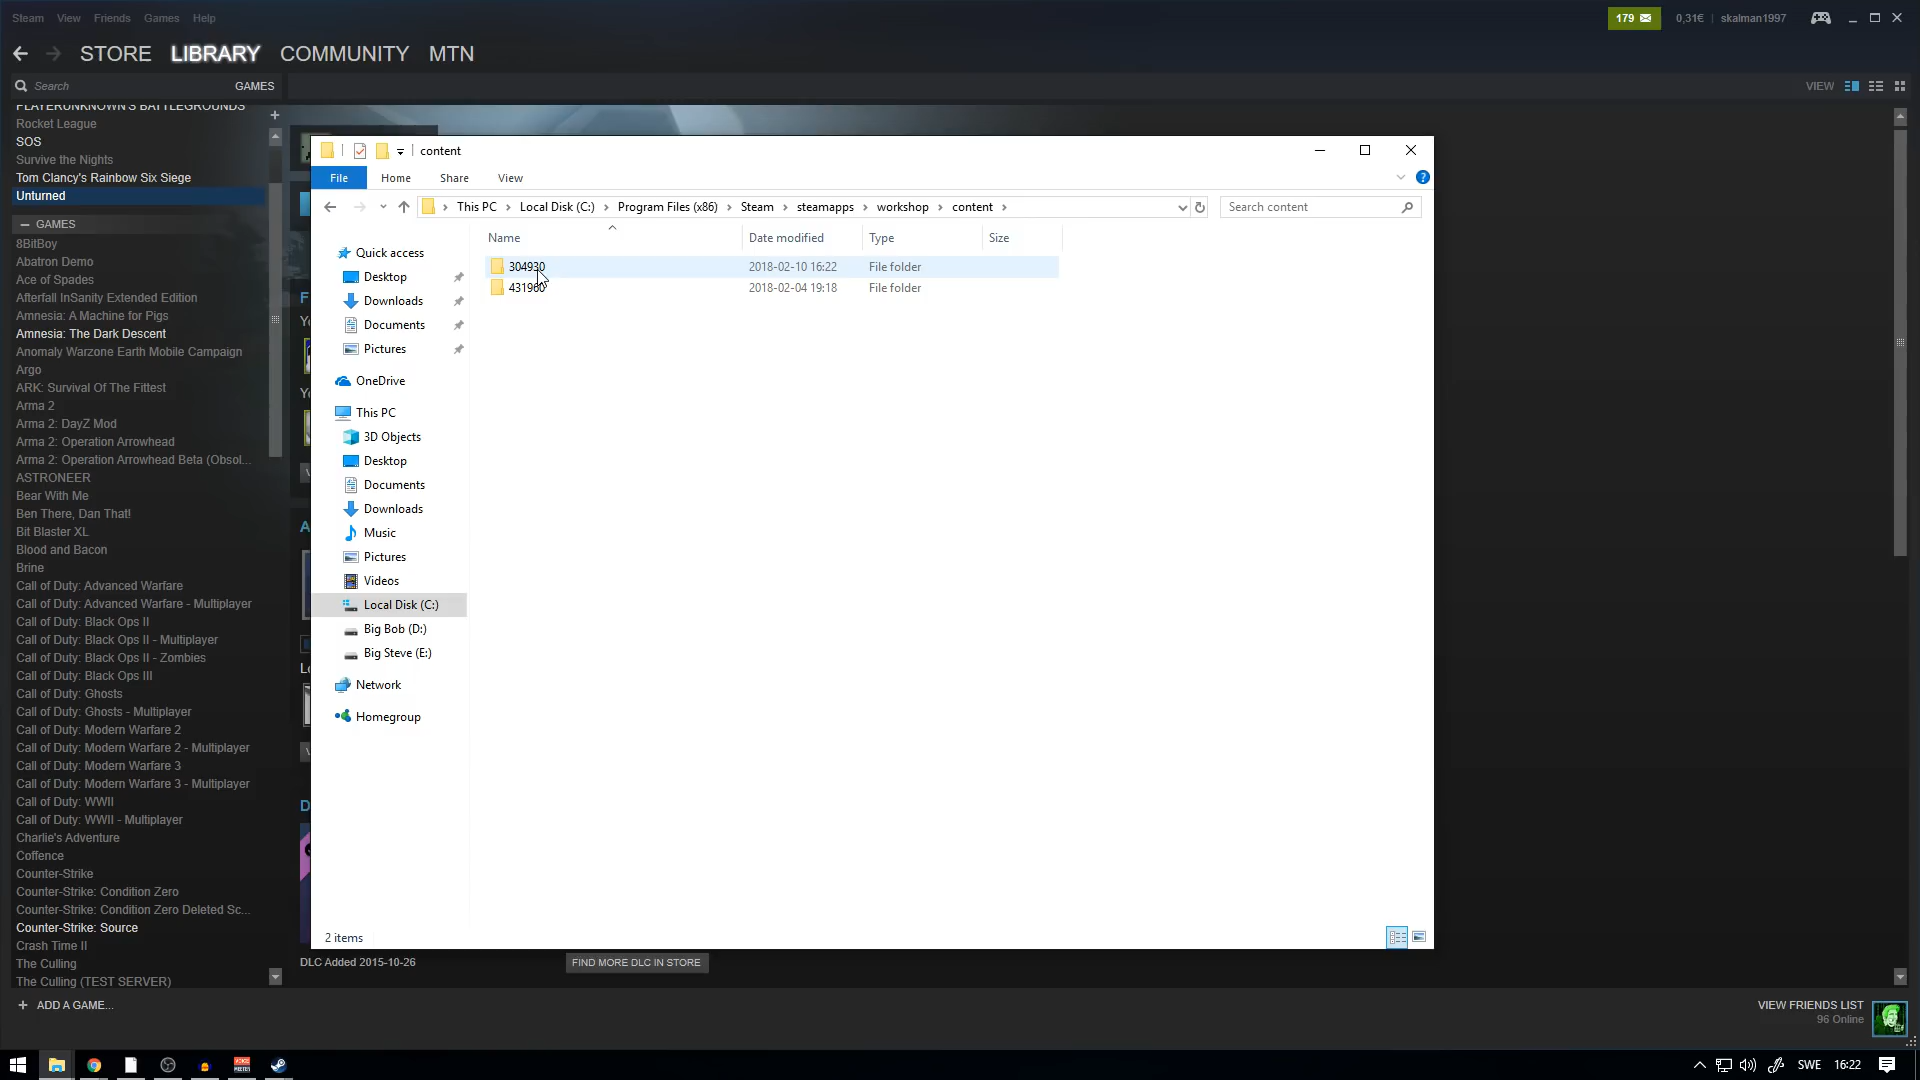 Steam View Friends Games Help
179 0,31€ | skalman1997
STORE LIBRARY COMMUNITY MTN
Search GAMES VIEW
PLAYERUNKNOWN'S BATTLEGROUNDS
Rocket League
SOS
Survive the Nights
Tom Clancy's Rainbow Six Siege
Unturned
GAMES
8BitBoy
Abatron Demo
Ace of Spades
Afterfall InSanity Extended Edition
Amnesia: A Machine for Pigs
Amnesia: The Dark Descent
Anomaly Warzone Earth Mobile Campaign
Argo
ARK: Survival Of The Fittest
Arma 2
Arma 2: DayZ Mod
Arma 2: Operation Arrowhead
Arma 2: Operation Arrowhead Beta (Obsol...
ASTRONEER
Bear With Me
Ben There, Dan That!
Bit Blaster XL
Blood and Bacon
Brine
Call of Duty: Advanced Warfare
Call of Duty: Advanced Warfare - Multiplayer
Call of Duty: Black Ops II
Call of Duty: Black Ops II - Multiplayer
Call of Duty: Black Ops II - Zombies
Call of Duty: Black Ops III
Call of Duty: Ghosts
Call of Duty: Ghosts - Multiplayer
Call of Duty: Modern Warfare 2
Call of Duty: Modern Warfare 2 - Multiplayer
Call of Duty: Modern Warfare 3
Call of Duty: Modern Warfare 3 - Multiplayer
Call of Duty: WWII
Call of Duty: WWII - Multiplayer
Charlie's Adventure
Coffence
Counter-Strike
Counter-Strike: Condition Zero
Counter-Strike: Condition Zero Deleted Sc...
Counter-Strike: Source
Crash Time II
The Culling
The Culling (TEST SERVER)
ADD A GAME...
content
File Home Share View
This PC Local Disk (C:) Program Files (x86) Steam steamapps workshop content
Search content
Name Date modified Type Size
304930 2018-02-10 16:22 File folder
431960 2018-02-04 19:18 File folder
Quick access
Desktop
Downloads
Documents
Pictures
OneDrive
This PC
3D Objects
Desktop
Documents
Downloads
Music
Pictures
Videos
Local Disk (C:)
Big Bob (D:)
Big Steve (E:)
Network
Homegroup
2 items
DLC Added 2015-10-26
FIND MORE DLC IN STORE
VIEW FRIENDS LIST
96 Online
SWE 16:22